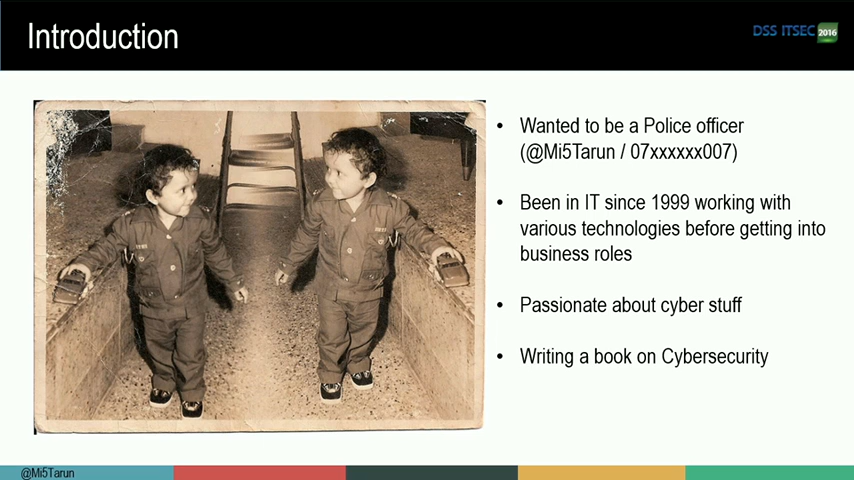 Introduction
DSS ITSEC 2016
• Wanted to be a Police officer
(@Mi5Tarun / 07xxxxxx007)
• Been in IT since 1999 working with
various technologies before getting into
business roles
• Passionate about cyber stuff
• Writing a book on Cybersecurity
@Mi5Tarun